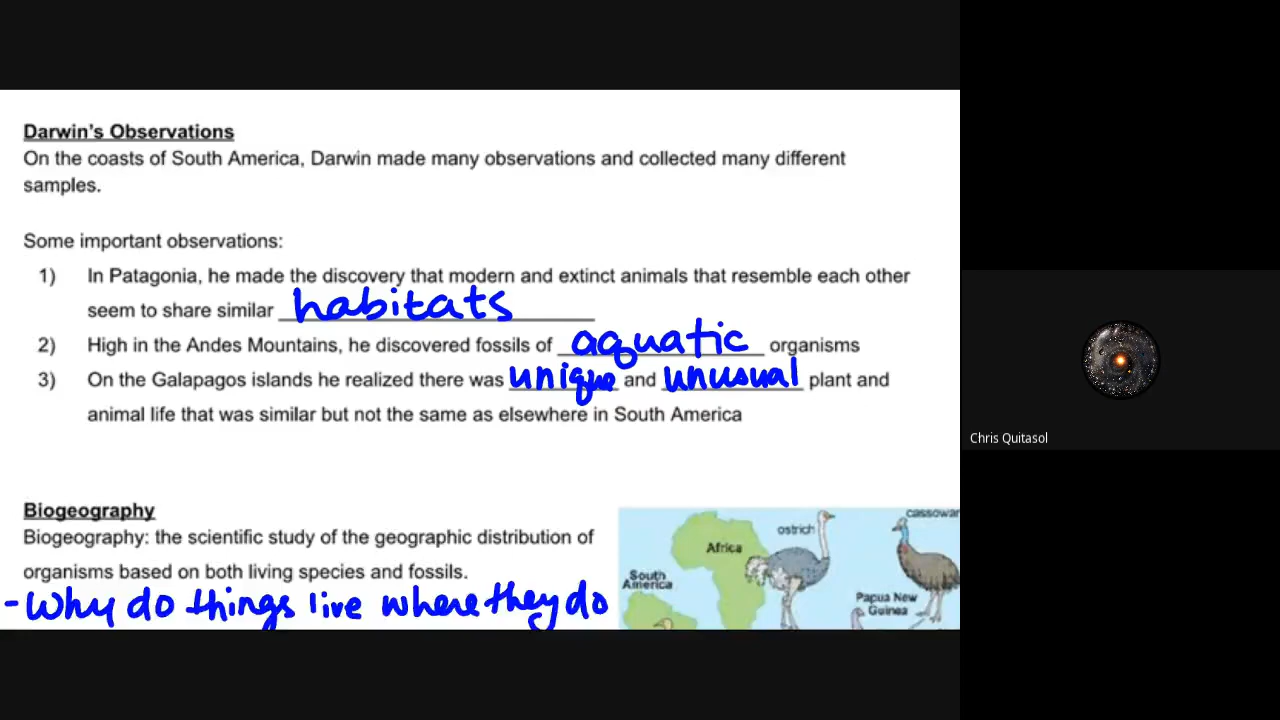 Darwin's Observations
On the coasts of South America, Darwin made many observations and collected many different
samples.
Some important observations:
1) In Patagonia, he made the discovery that modern and extinct animals that resemble each other
seem to share similar habitats
2) High in the Andes Mountains, he discovered fossils of aquatic organisms
3) On the Galapagos islands he realized there was unique and unusual plant and
animal life that was similar but not the same as elsewhere in South America
Biogeography
Biogeography: the scientific study of the geographic distribution of
organisms based on both living species and fossils.
- Why do things live where they do
cassowar
ostrich
Africa
South
America
Papua New
Guinea
Chris Quitasol